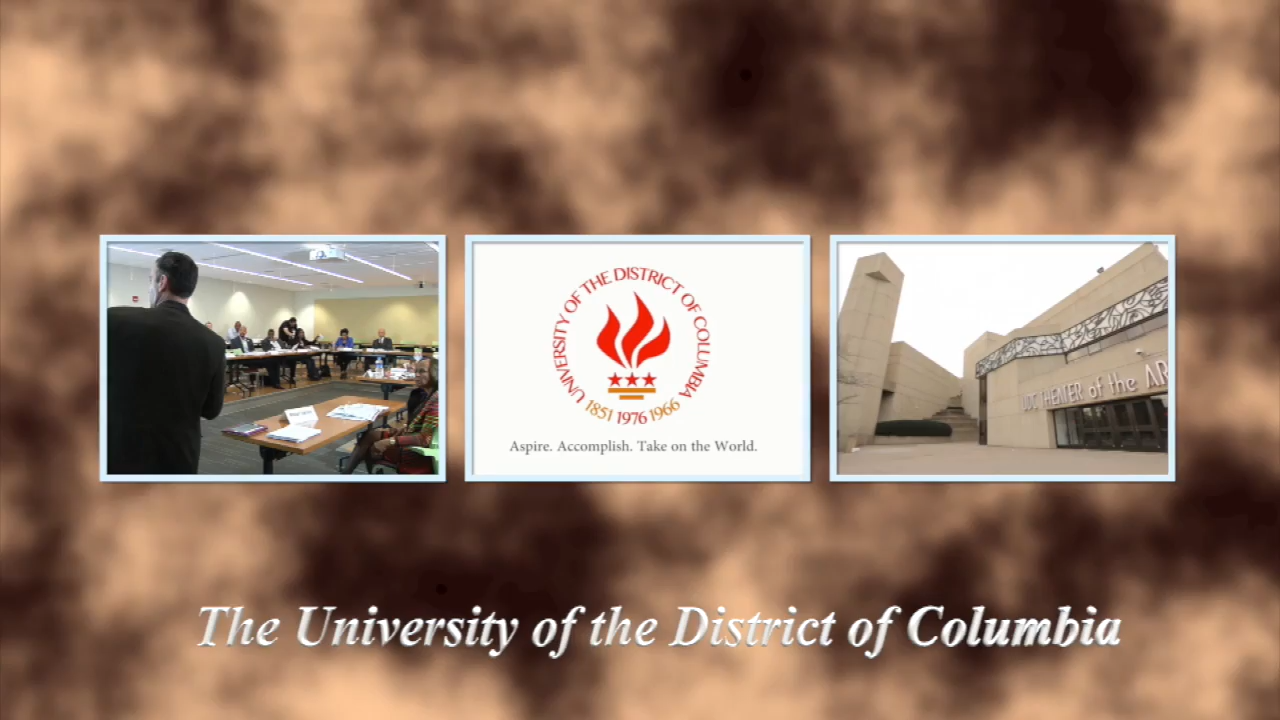 UNIVERSITY OF THE DISTRICT OF COLUMBIA
1851 1976 1966
Aspire. Accomplish. Take on the World.
UDC THEATER of the AR
The University of the District of Columbia